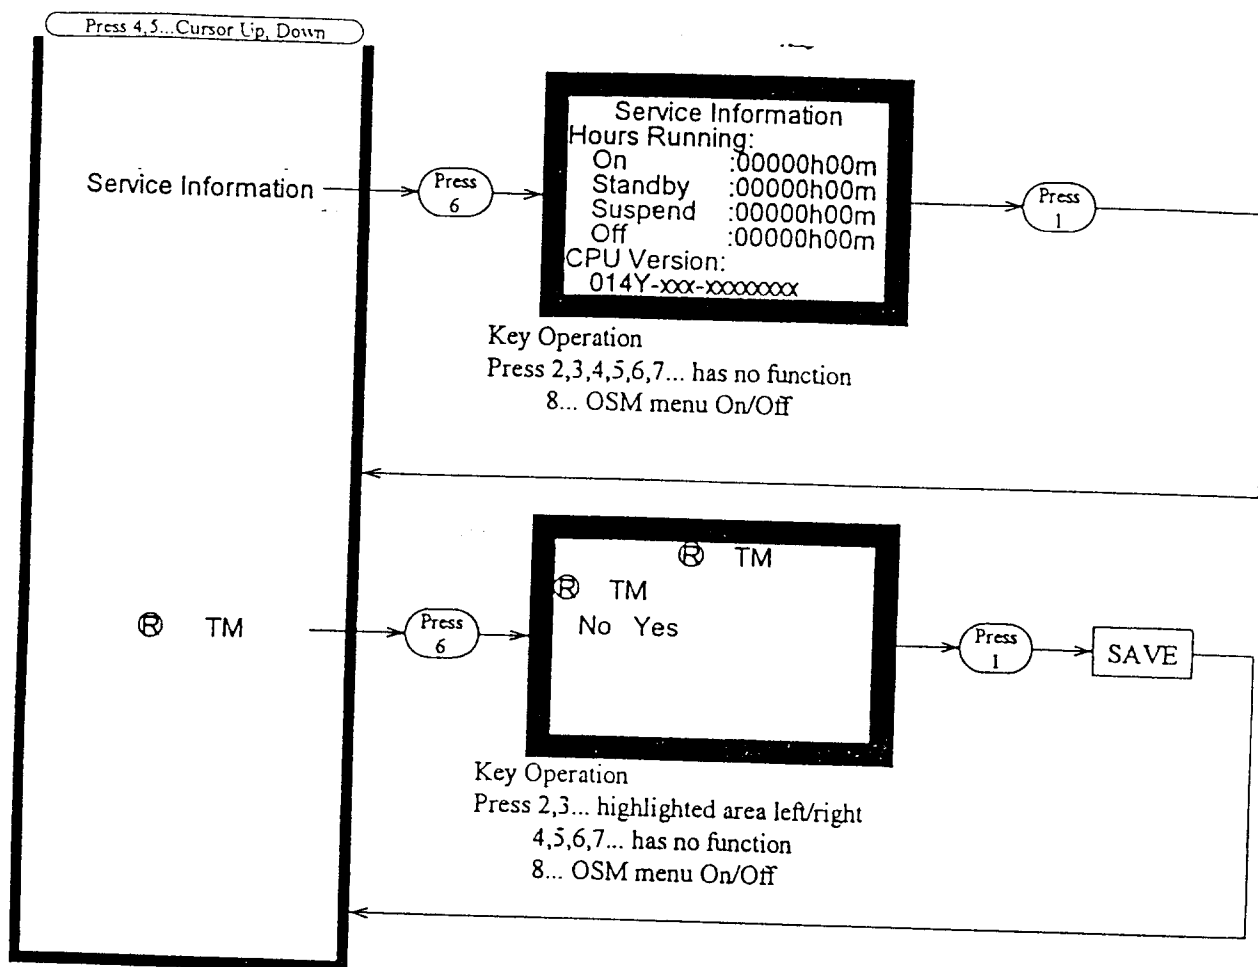 Press 4,5...Cursor Up, Down
Service Information
Press
6
Service Information
Hours Running:
On :00000h00m
Standby :00000h00m
Suspend :00000h00m
Off :00000h00m
CPU Version:
014Y-xxx-xxxxxxxx
Press
1
Key Operation
Press 2,3,4,5,6,7... has no function
8... OSM menu On/Off
® TM
Press
6
® TM
® TM
No Yes
Press
1
SAVE
Key Operation
Press 2,3... highlighted area left/right
4,5,6,7... has no function
8... OSM menu On/Off